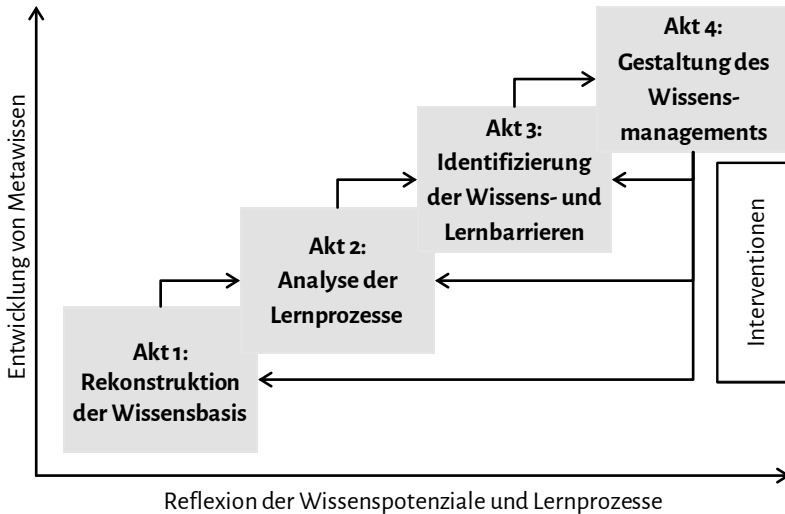 Akt 4:
Gestaltung des
Wissens-
managements
Akt 3:
Identifizierung
der Wissens- und
Lernbarrieren
Akt 2:
Analyse der
Lernprozesse
Akt 1:
Rekonstruktion
der Wissensbasis
Interventionen
Entwicklung von Metawissen
Reflexion der Wissenspotenziale und Lernprozesse